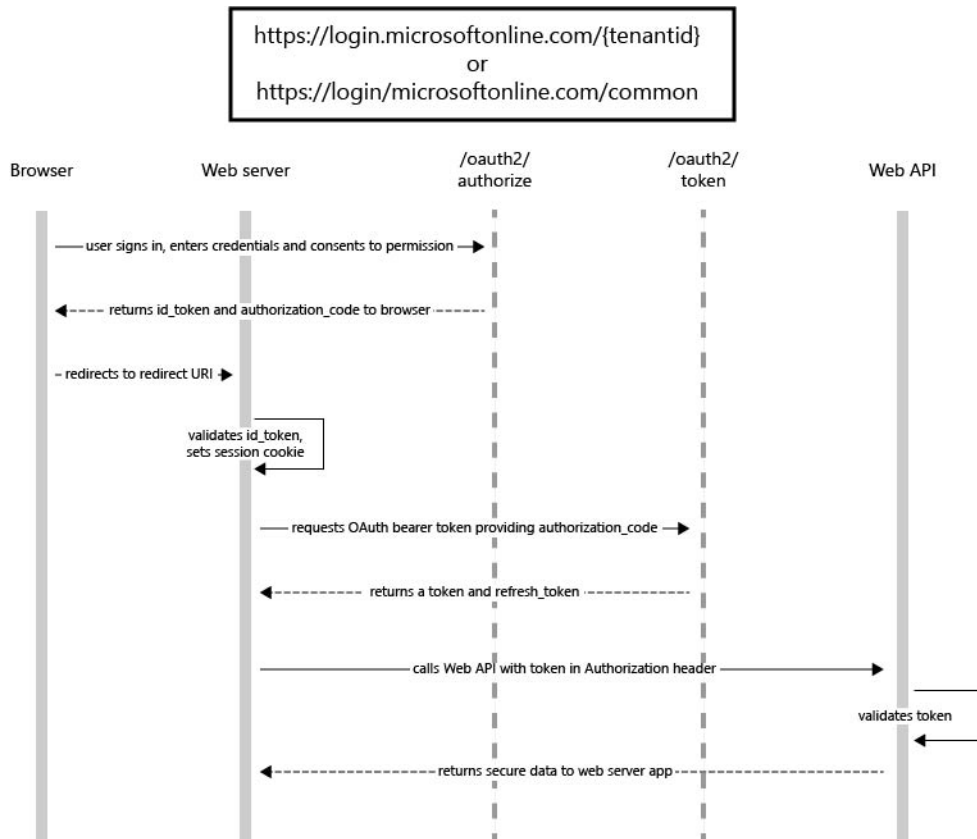 https://login.microsoftonline.com/{tenantid}
or
https://login/microsoftonline.com/common
Browser
Web server
/oauth2/
authorize
/oauth2/
token
Web API
user signs in, enters credentials and consents to permission
returns id_token and authorization_code to browser
redirects to redirect URI
validates id_token,
sets session cookie
requests OAuth bearer token providing authorization_code
returns a token and refresh_token
calls Web API with token in Authorization header
validates token
returns secure data to web server app